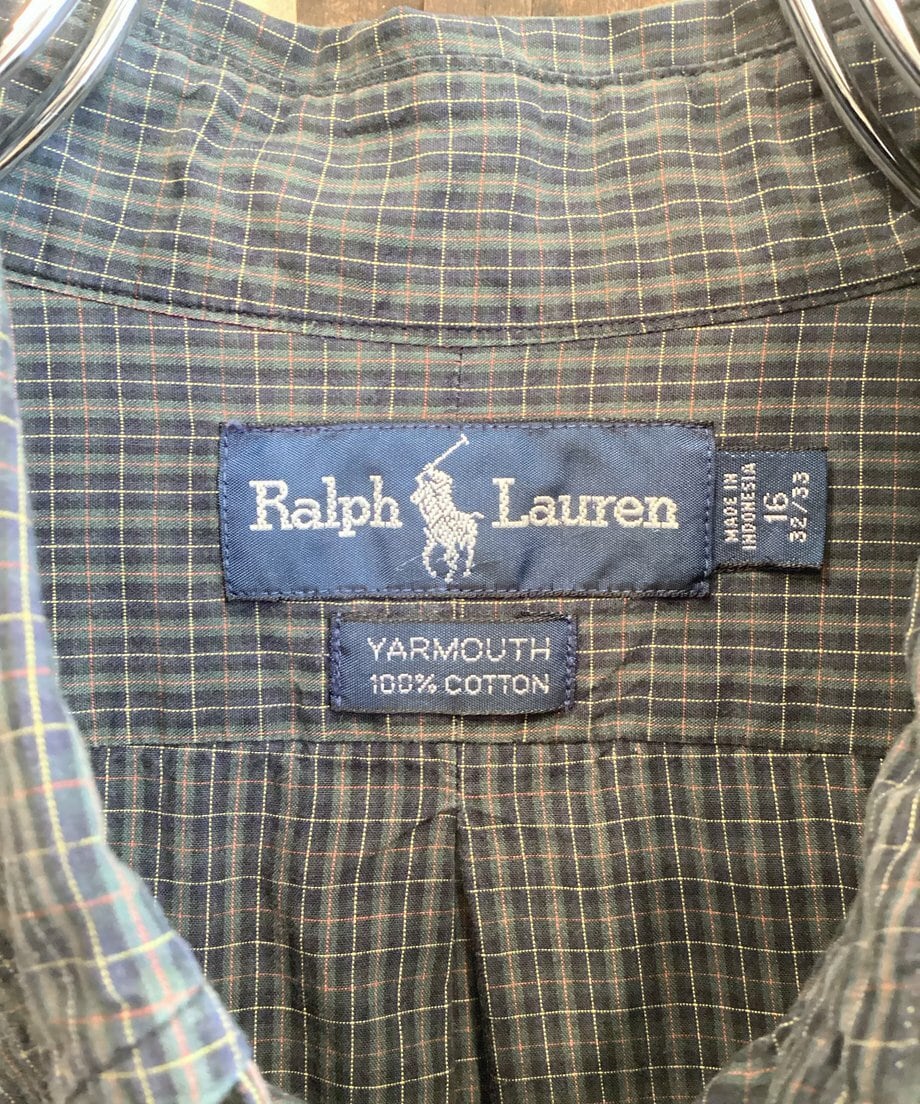 Ralph Lauren
MADE IN
INDONESIA
16
32/33
YARMOUTH
100% COTTON